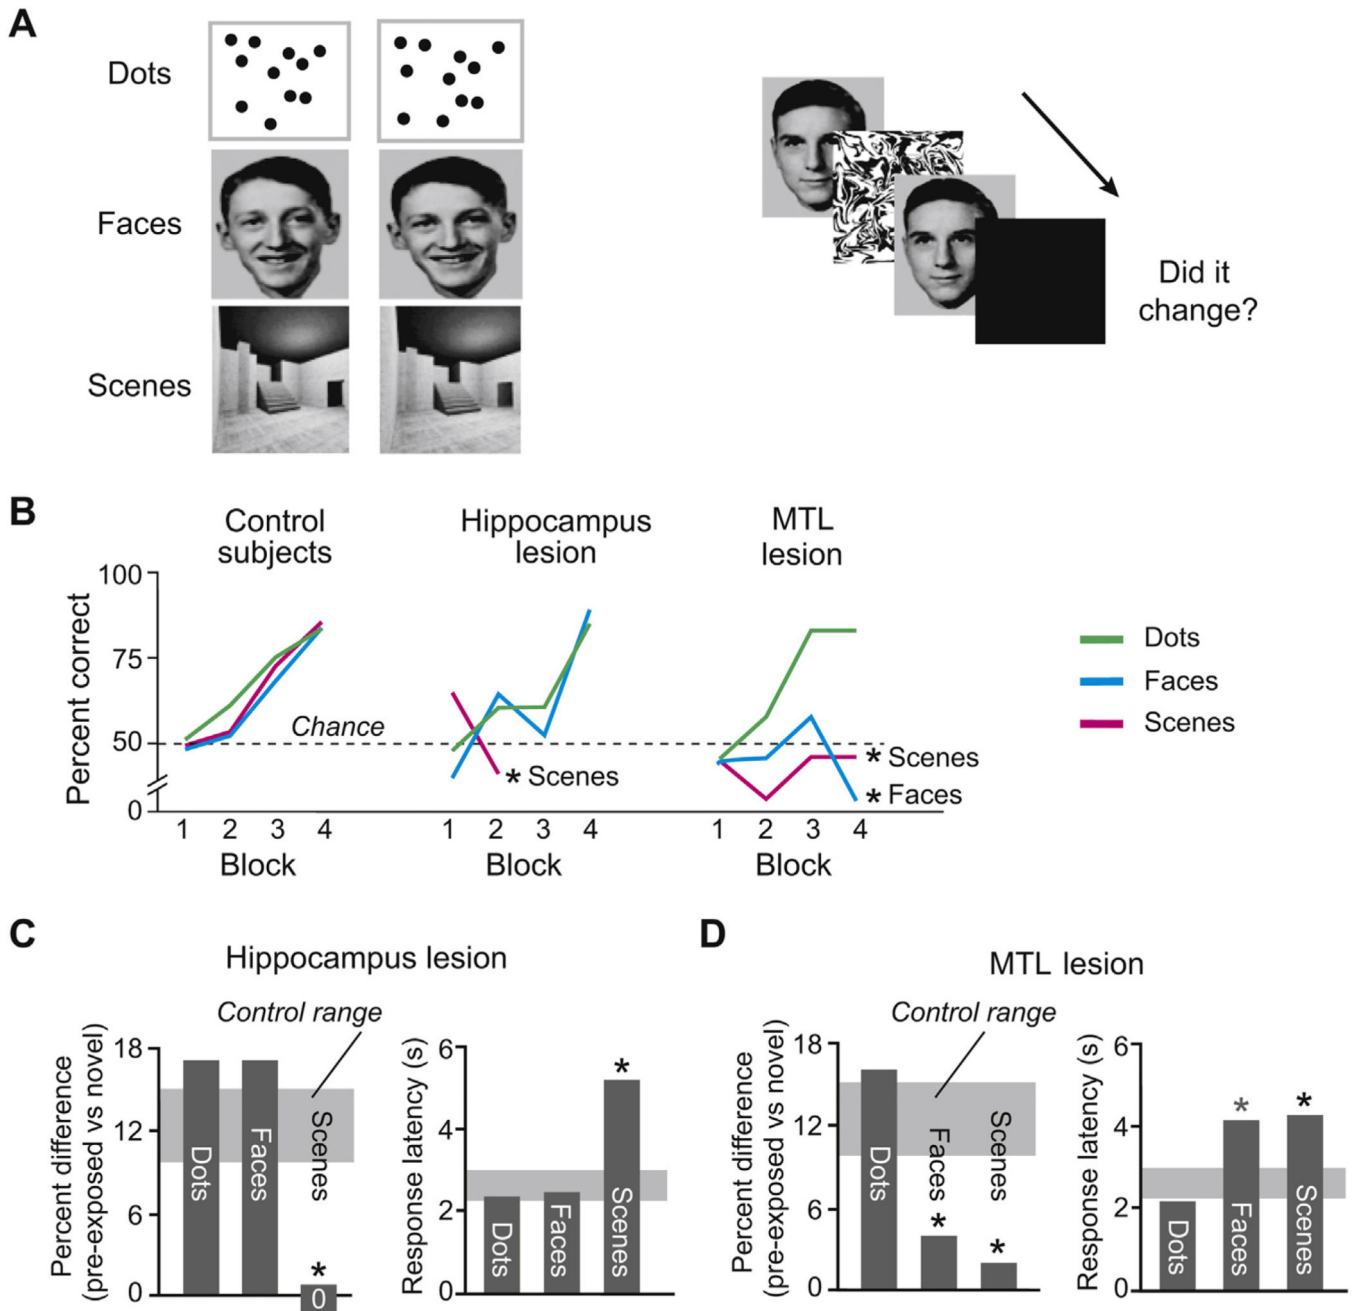 A
Dots
Faces
Scenes
Did it
change?
B
Control
subjects
Hippocampus
lesion
MTL
lesion
Percent correct
100
75
50
0
Chance
* Scenes
* Scenes
* Faces
1 2 3 4
Block
1 2 3 4
Block
1 2 3 4
Block
Dots
Faces
Scenes
C
Hippocampus lesion
Control range
Percent difference
(pre-exposed vs novel)
18
12
6
0
Dots
Faces
Scenes
*
0
Response latency (s)
6
4
2
0
Dots
Faces
Scenes
*
D
MTL lesion
Control range
Percent difference
(pre-exposed vs novel)
18
12
6
0
Dots
Faces
*
Scenes
*
Response latency (s)
6
4
2
0
Dots
Faces
*
Scenes
*